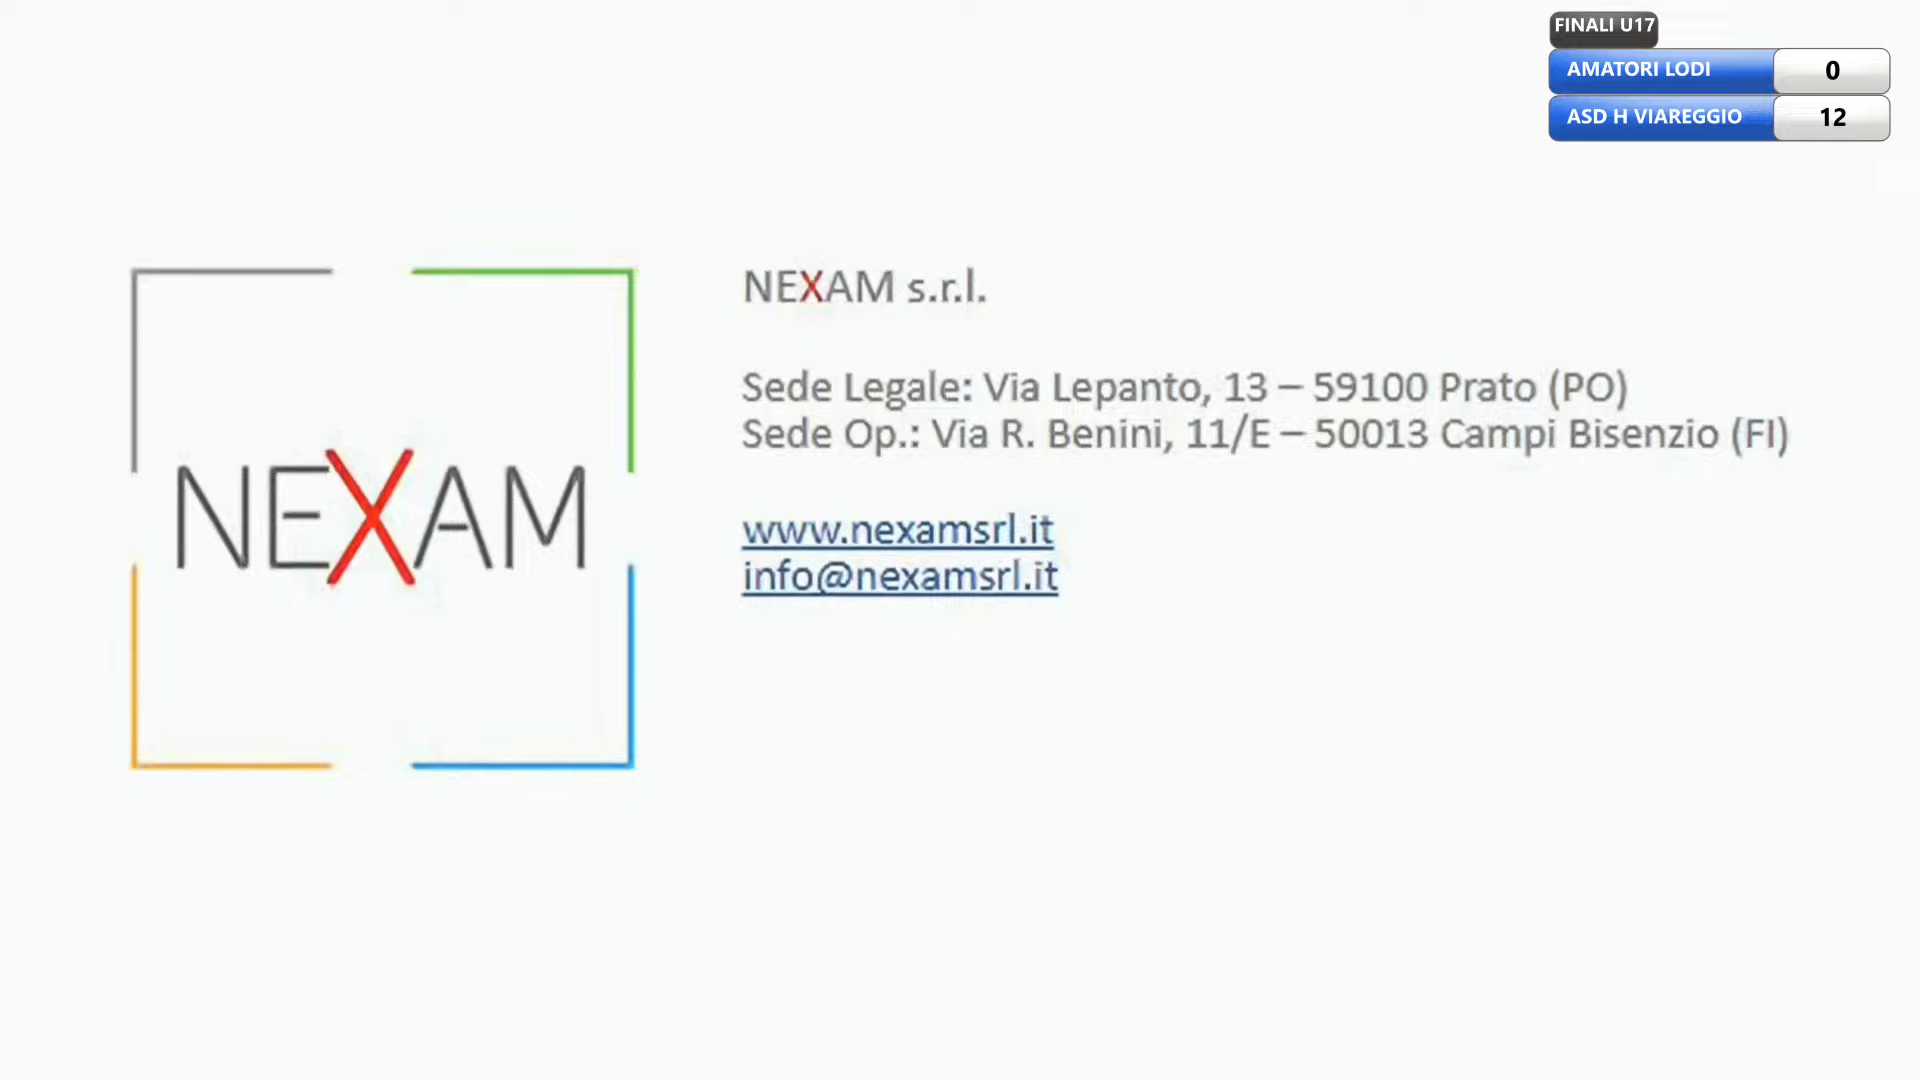 FINALI U17
AMATORI LODI 0
ASD H VIAREGGIO 12
NEXAM
NEXAM s.r.l.
Sede Legale: Via Lepanto, 13 – 59100 Prato (PO)
Sede Op.: Via R. Benini, 11/E – 50013 Campi Bisenzio (FI)
www.nexamsrl.it
info@nexamsrl.it